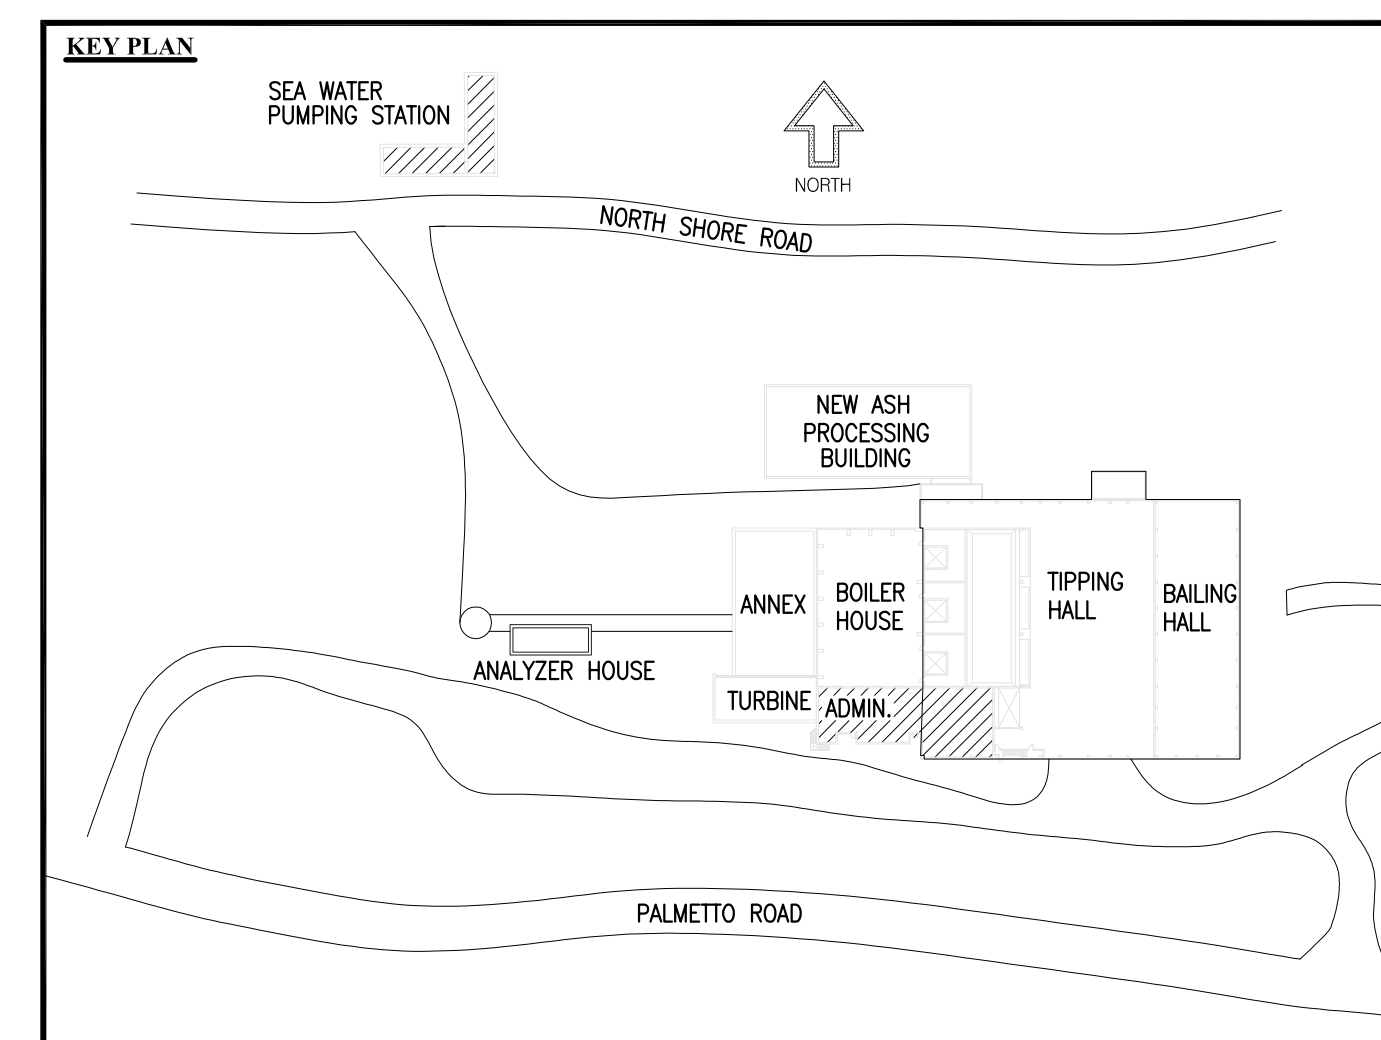 KEY PLAN
SEA WATER
PUMPING STATION
NORTH
NORTH SHORE ROAD
NEW ASH
PROCESSING
BUILDING
TIPPING
HALL
BAILING
HALL
BOILER
HOUSE
ANNEX
ANALYZER HOUSE
TURBINE
ADMIN.
PALMETTO ROAD